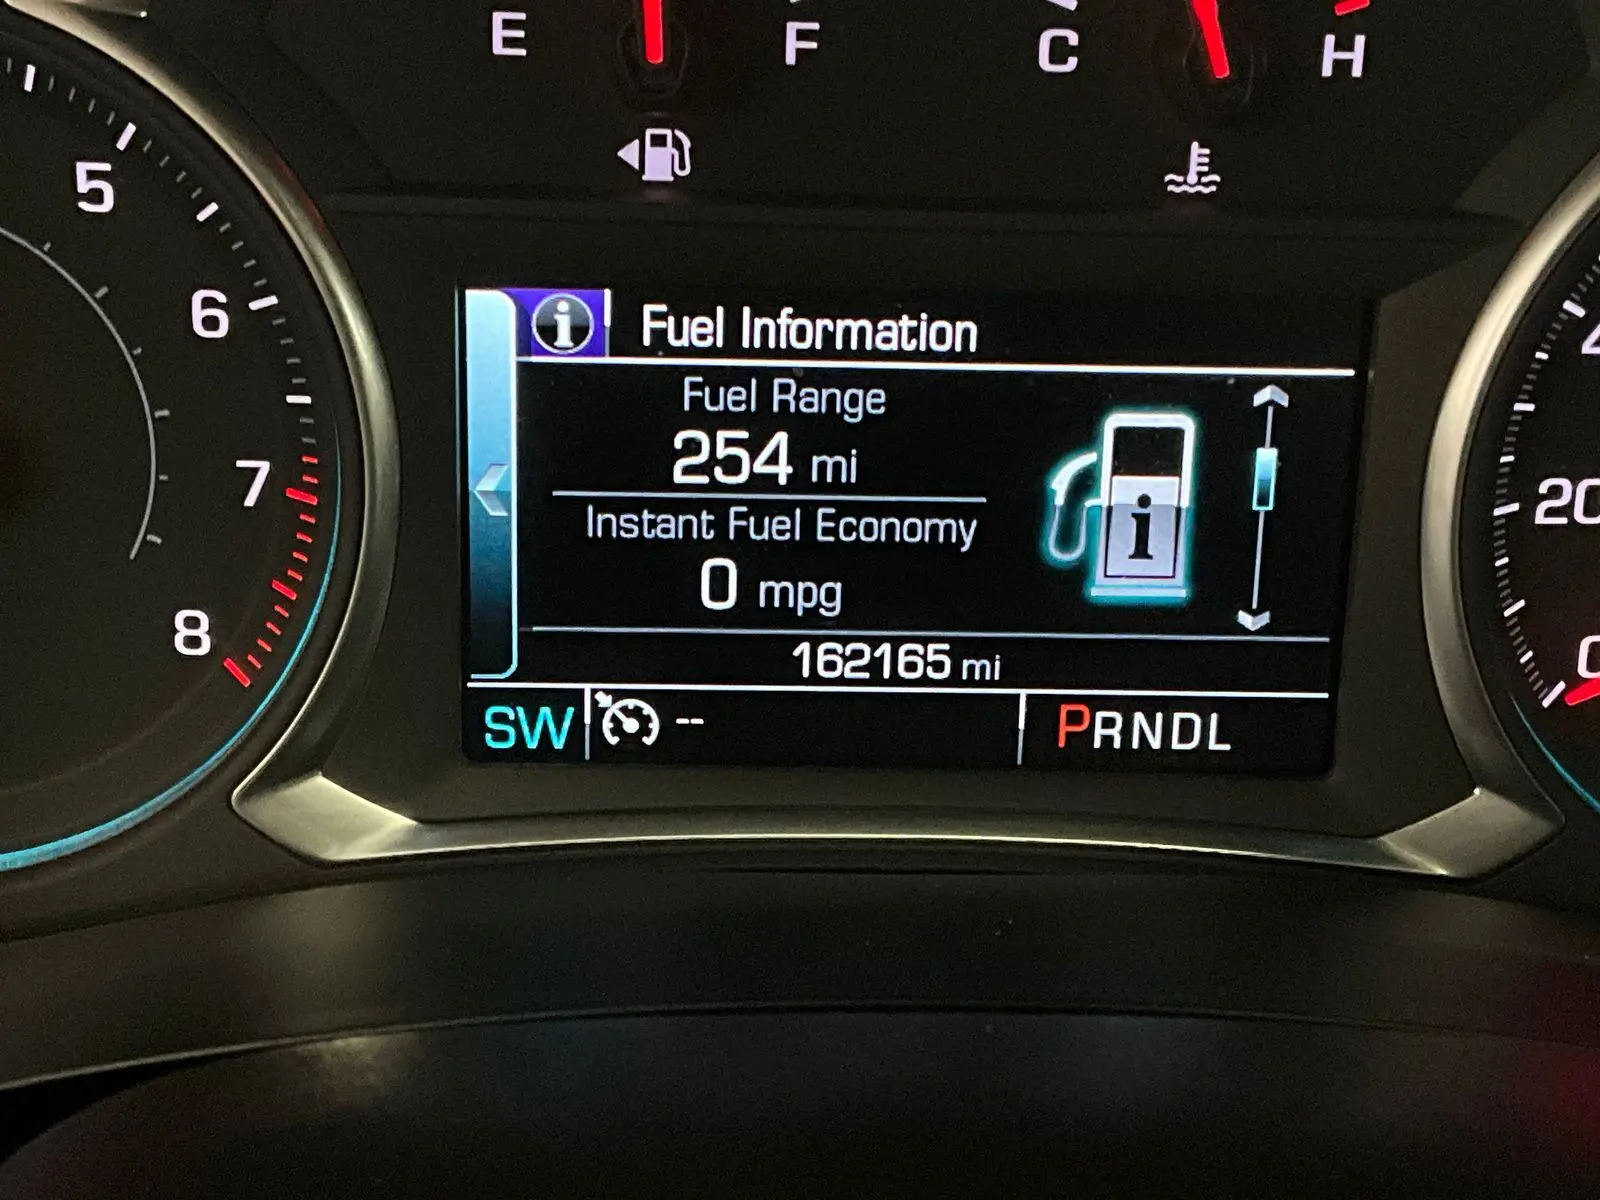 E F C H
5
6
7
8
i Fuel Information
Fuel Range
254 mi
Instant Fuel Economy
0 mpg
i
162165 mi
SW -- PRNDL
20
0